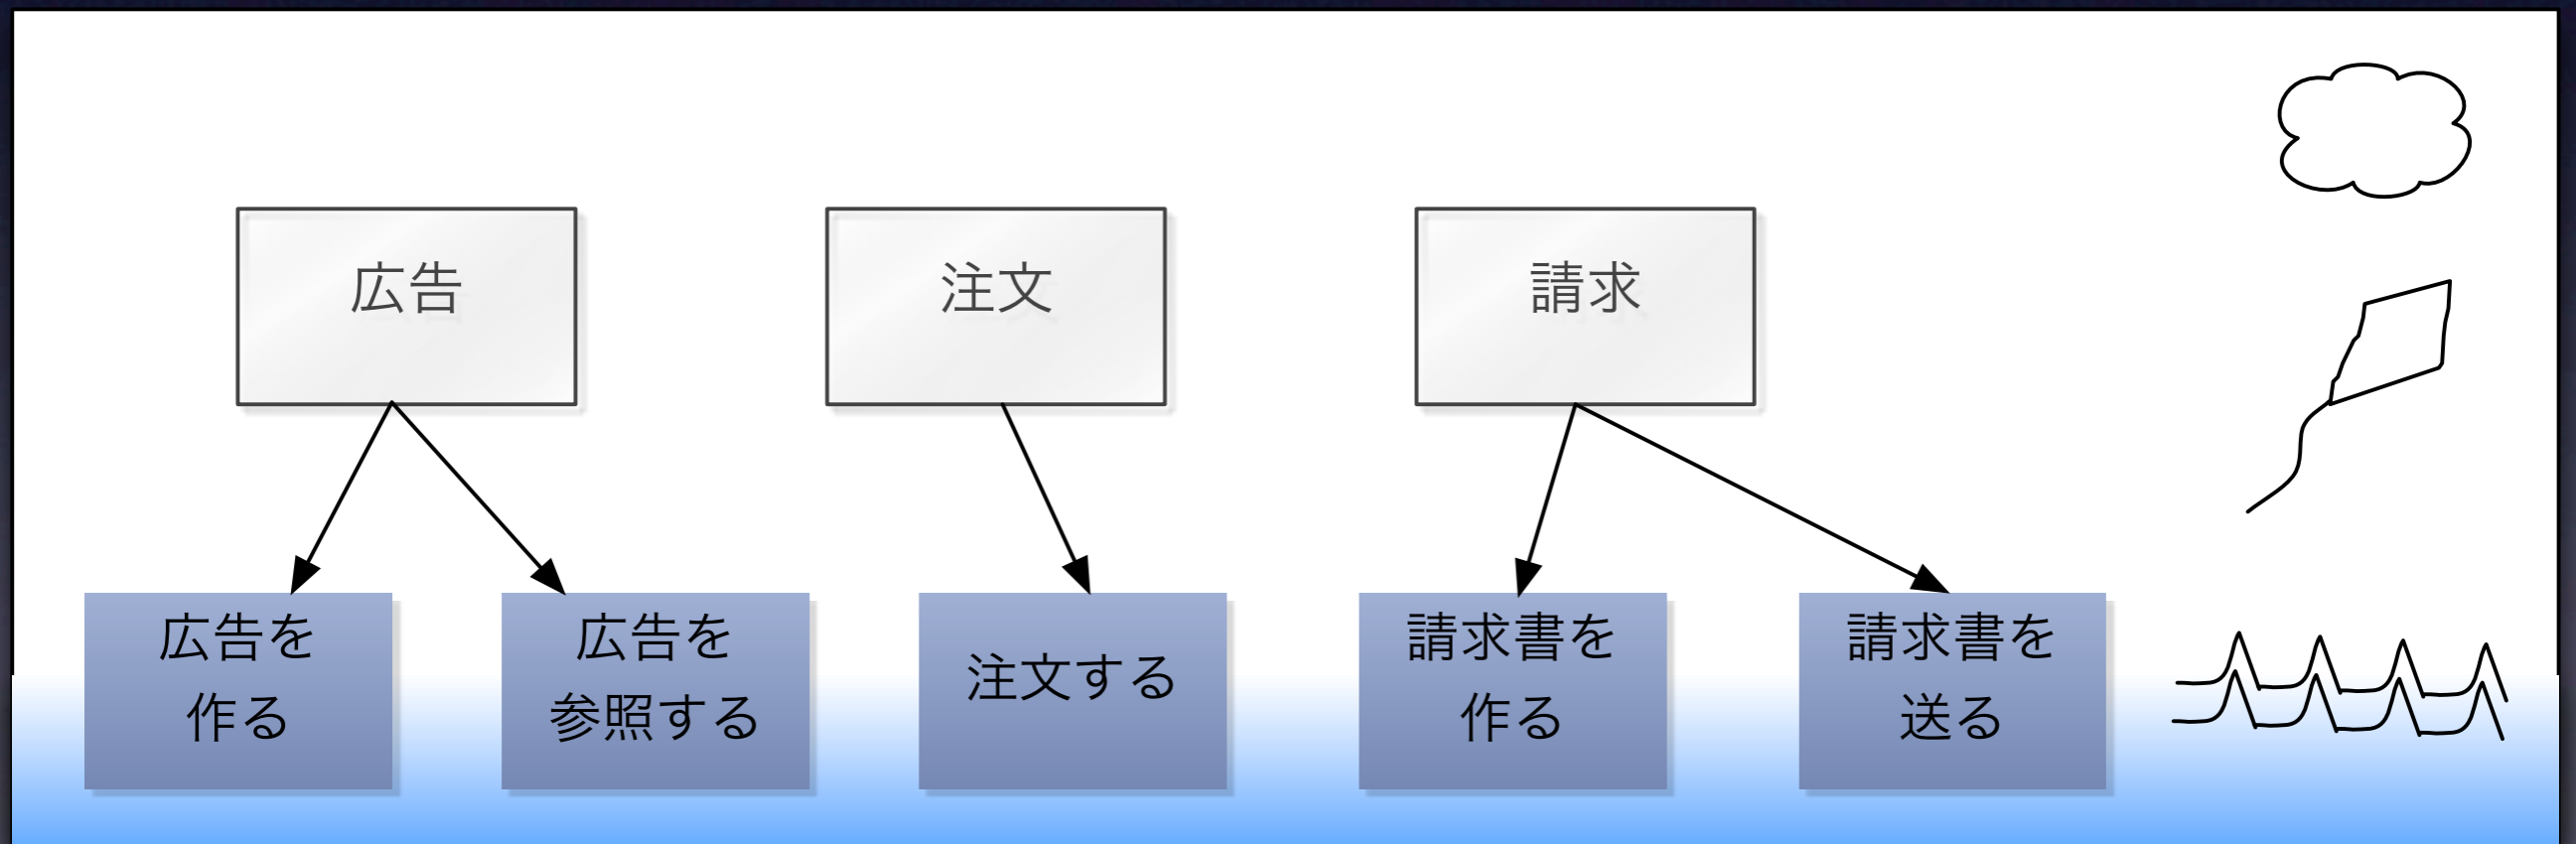 広告
注文
請求
広告を
作る
広告を
参照する
注文する
請求書を
作る
請求書を
送る